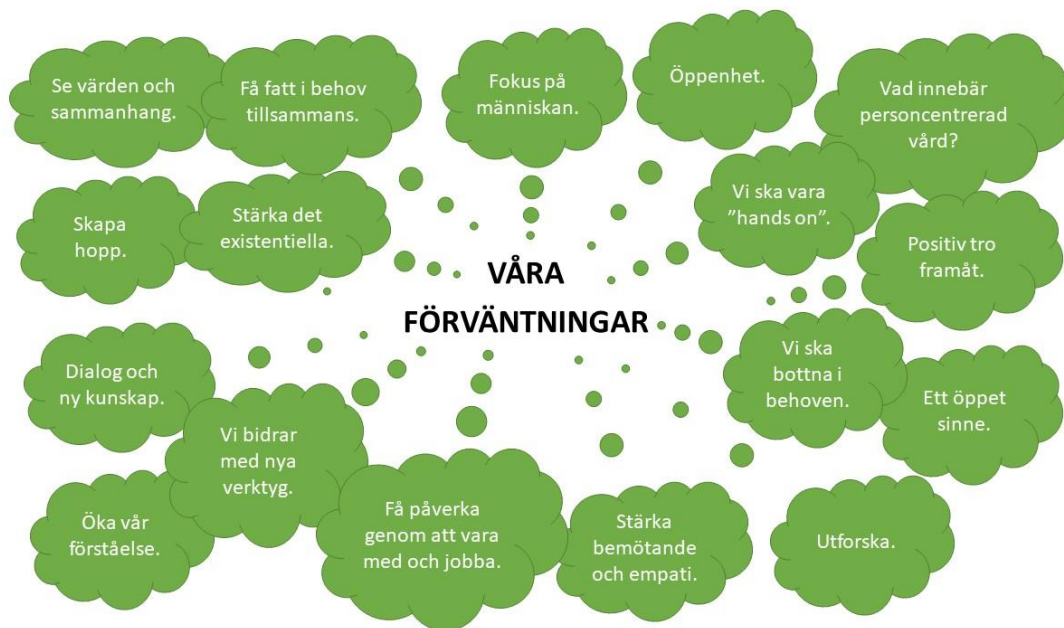 Se värden och
sammanhang.
Få fatt i behov
tillsammans.
Fokus på
människan.
Öppenhet.
Vad innebär
personcentrerad
vård?
Skapa
hopp.
Stärka det
existentiella.
Vi ska vara
”hands on”.
Positiv tro
framåt.
VÅRA
FÖRVÄNTNINGAR
Dialog och
ny kunskap.
Vi bidrar
med nya
verktyg.
Vi ska
bottna i
behoven.
Ett öppet
sinne.
Öka vår
förståelse.
Få påverka
genom att vara
med och jobba.
Stärka
bemötande
och empati.
Utforska.